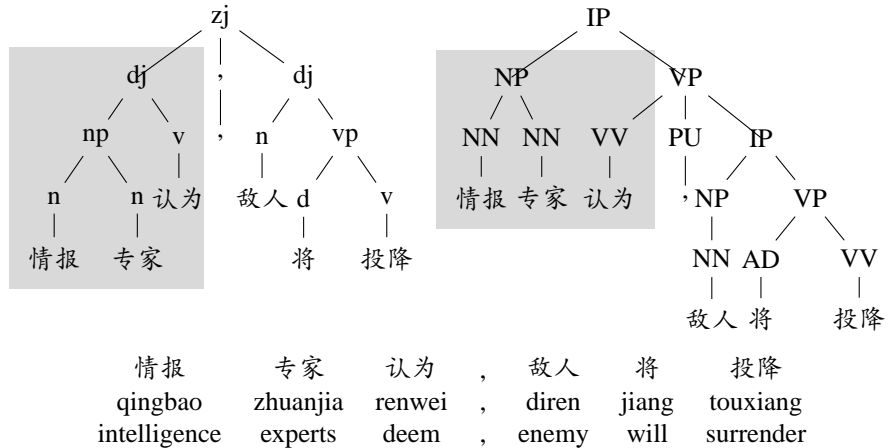 zj IP
dj , dj NP VP
np v , n vp NN NN VV PU IP
n n 认为 敌人 d v 情报 专家 认为 , NP VP
情报 专家 将 投降 NN AD VV
敌人 将 投降
情报 专家 认为 , 敌人 将 投降
qingbao zhuanjia renwei , diren jiang touxiang
intelligence experts deem , enemy will surrender